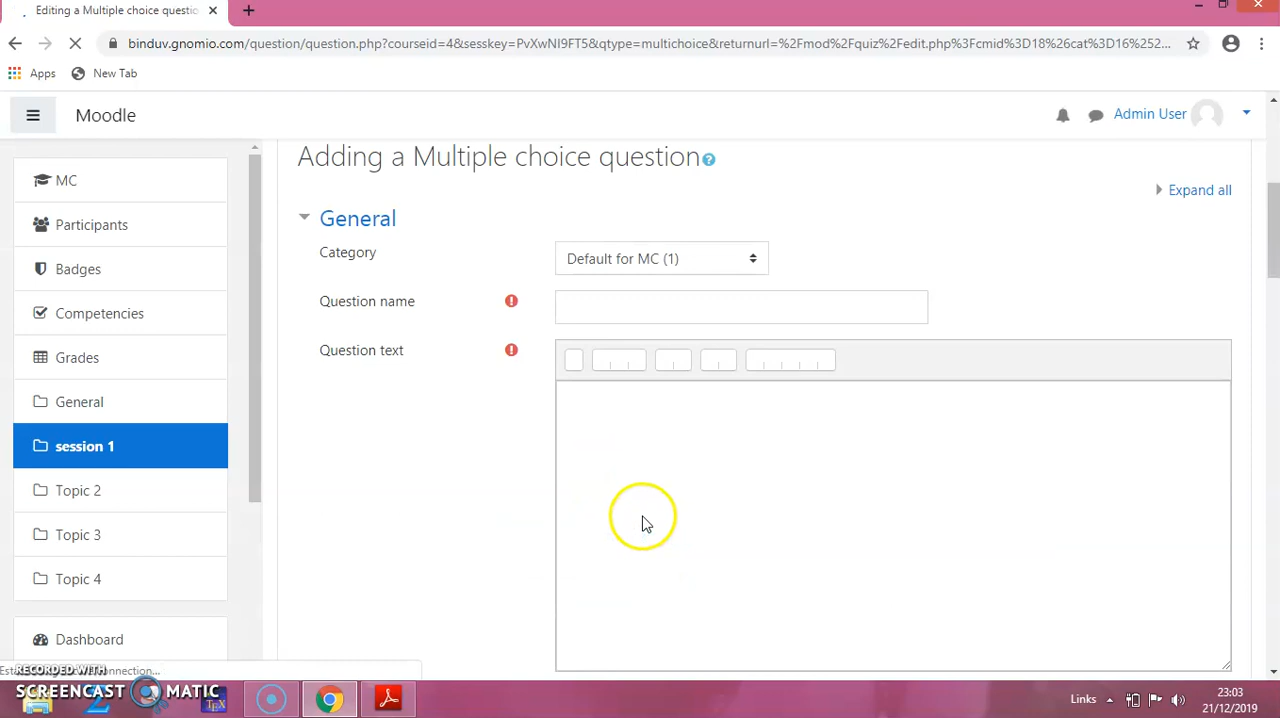 Editing a Multiple choice questio
binduv.gnomio.com/question/question.php?courseid=4&sesskey=PvXwNI9FT5&qtype=multichoice&returnurl=%2Fmod%2Fquiz%2Fedit.php%3Fcmid%3D18%26cat%3D16%252...
Apps
New Tab
Moodle
Admin User
MC
Participants
Badges
Competencies
Grades
General
session 1
Topic 2
Topic 3
Topic 4
Dashboard
Adding a Multiple choice question
Expand all
General
Category
Default for MC (1)
Question name
Question text
RECORDED WITH
SCREENCAST MATIC
Links
23:03
21/12/2019